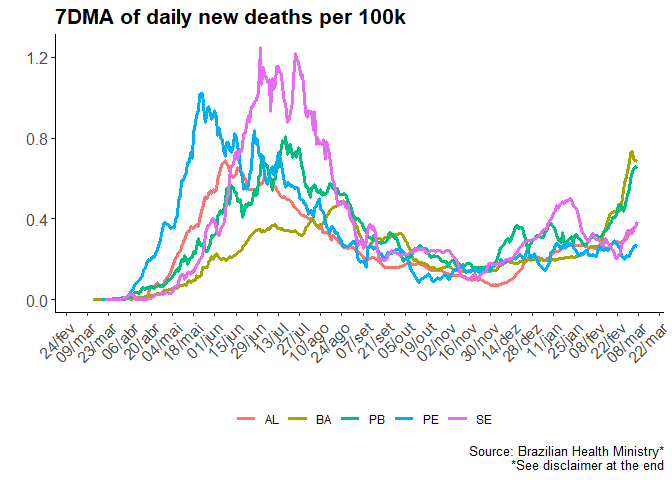 7DMA of daily new deaths per 100k
1.2
0.8
0.4
0.0
24/fev
09/mar
23/mar
06/abr
20/abr
04/mai
18/mai
01/jun
15/jun
29/jun
13/jul
27/jul
10/ago
24/ago
07/set
21/set
05/out
19/out
02/nov
16/nov
30/nov
14/dez
28/dez
11/jan
25/jan
08/fev
22/fev
08/mar
22/mar
AL BA PB PE SE
Source: Brazilian Health Ministry*
*See disclaimer at the end